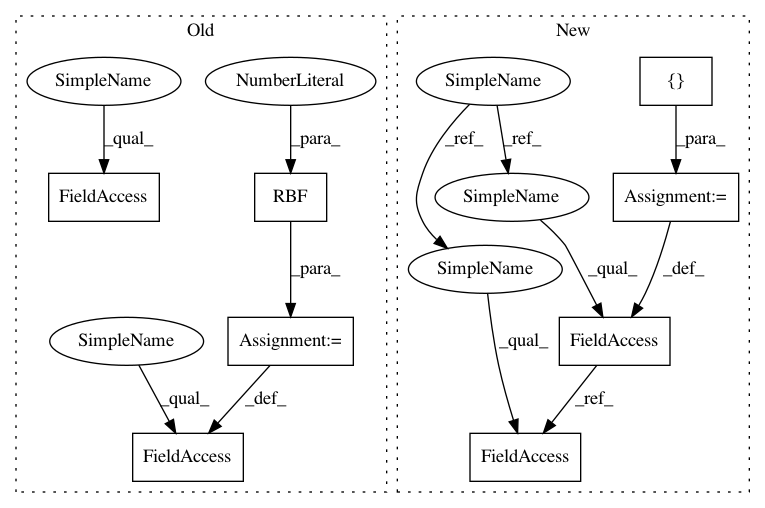 Old
New
SimpleName
NumberLiteral
SimpleName
{}
_qual_
_para_
_ref_
_ref_
_para_
FieldAccess
RBF
SimpleName
Assignment:=
_para_
SimpleName
_qual_
_def_
SimpleName
Assignment:=
_qual_
FieldAccess
_qual_
_def_
_ref_
FieldAccess
FieldAccess